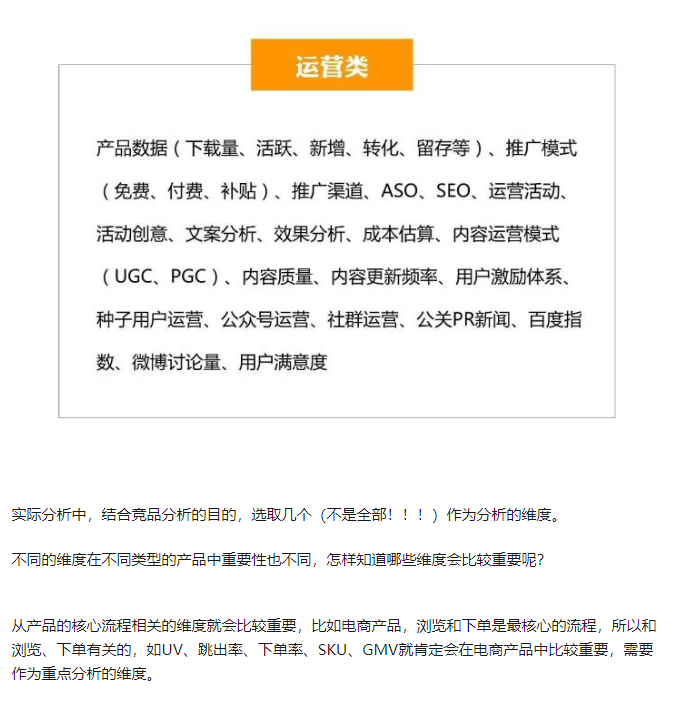 运营类
产品数据（下载量、活跃、新增、转化、留存等）、推广模式
（免费、付费、补贴）、推广渠道、ASO、SEO、运营活动、
活动创意、文案分析、效果分析、成本估算、内容运营模式
（UGC、PGC）、内容质量、内容更新频率、用户激励体系、
种子用户运营、公众号运营、社群运营、公关PR新闻、百度指
数、微博讨论量、用户满意度
实际分析中，结合竞品分析的目的，选取几个（不是全部！！！）作为分析的维度。
不同的维度在不同类型的产品中重要性也不同，怎样知道哪些维度会比较重要呢？
从产品的核心流程相关的维度就会比较重要，比如电商产品，浏览和下单是最核心的流程，所以和
浏览、下单有关的，如UV、跳出率、下单率、SKU、GMV就肯定会在电商产品中比较重要，需要
作为重点分析的维度。